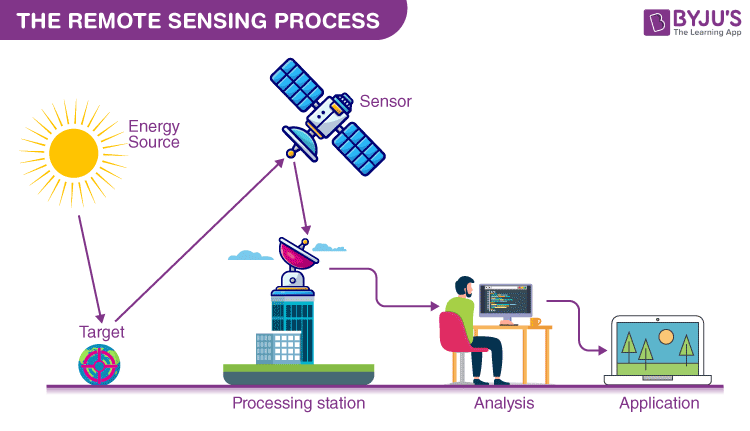 THE REMOTE SENSING PROCESS
BYJU'S
The Learning App
Energy
Source
Sensor
Target
Processing station
Analysis
Application